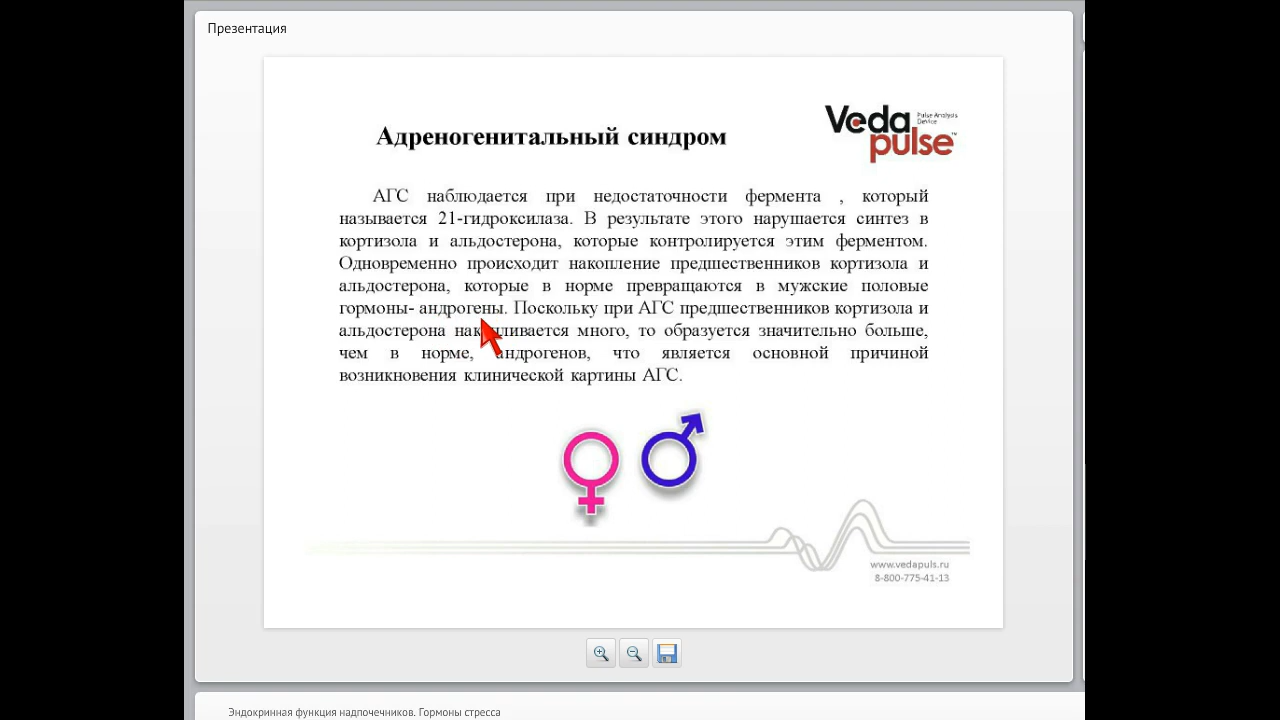 Презентация
Адреногенитальный синдром
Veda
Pulse Analysis
Device
pulse™
АГС наблюдается при недостаточности фермента , который
называется 21-гидроксилаза. В результате этого нарушается синтез в
кортизола и альдостерона, которые контролируется этим ферментом.
Одновременно происходит накопление предшественников кортизола и
альдостерона, которые в норме превращаются в мужские половые
гормоны- андрогены. Поскольку при АГС предшественников кортизола и
альдостерона накапливается много, то образуется значительно больше,
чем в норме, андрогенов, что является основной причиной
возникновения клинической картины АГС.
www.vedapuls.ru
8-800-775-41-13
Эндокринная функция надпочечников. Гормоны стресса